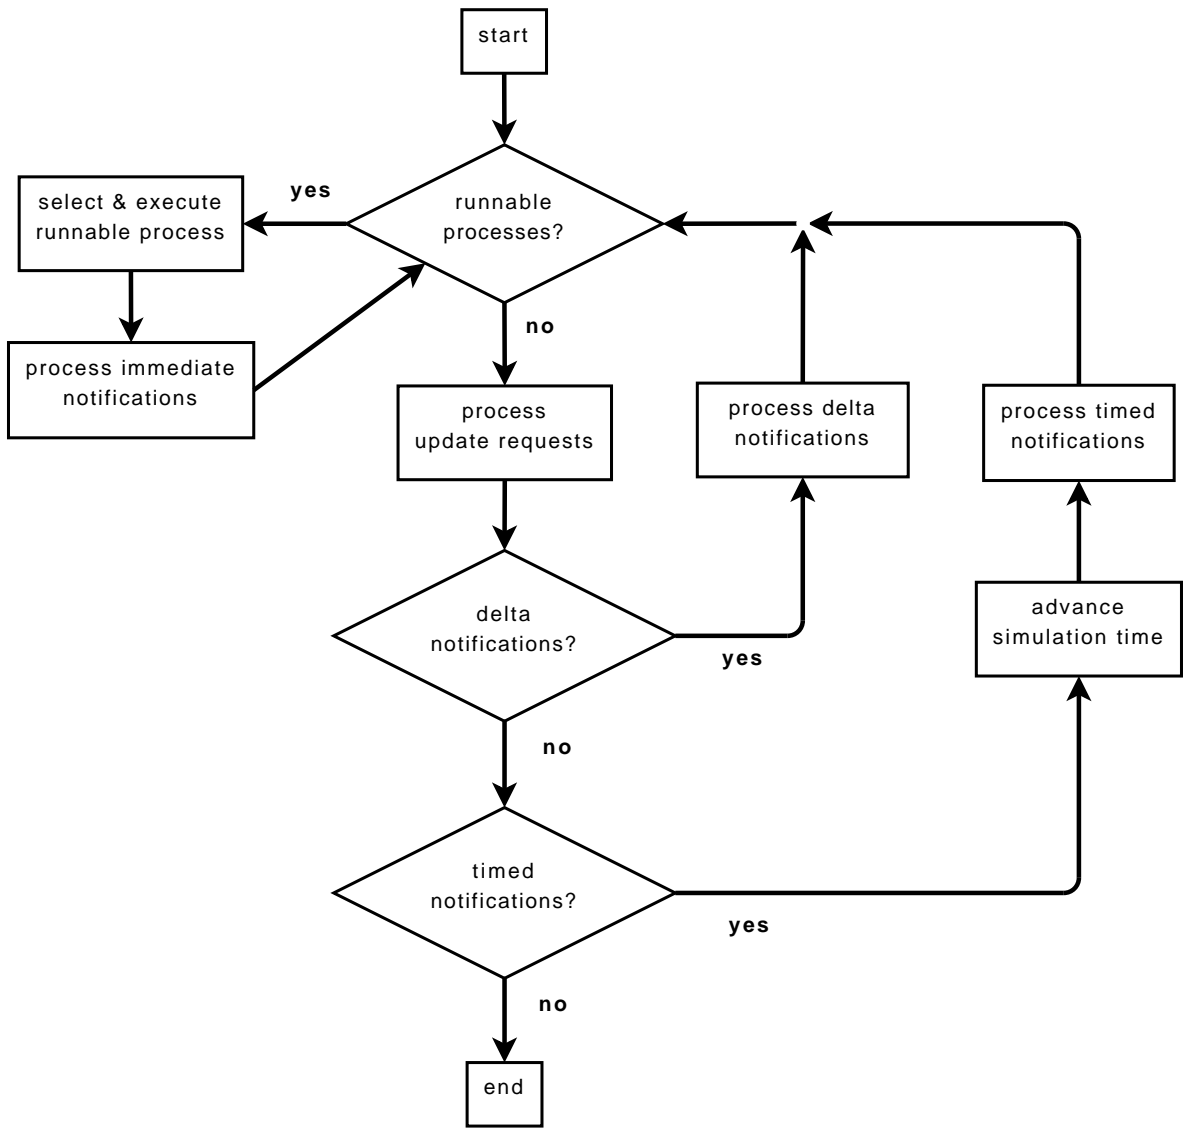 start
yes
select & execute
runnable process
runnable
processes?
no
process immediate
notifications
process
update requests
process delta
notifications
process timed
notifications
delta
notifications?
yes
advance
simulation time
no
timed
notifications?
yes
no
end